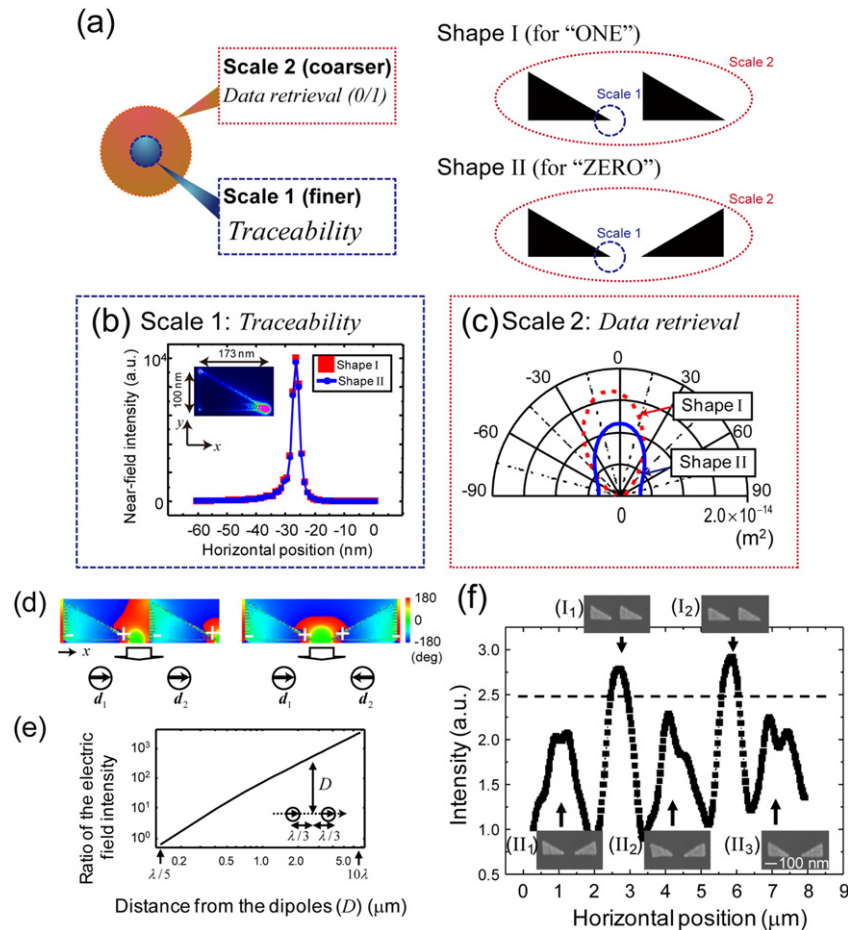 (a)
Scale 2 (coarser)
Data retrieval (0/1)
Scale 1 (finer)
Traceability
Shape I (for “ONE”)
Scale 2
Scale 1
Shape II (for “ZERO”)
Scale 2
Scale 1
(b) Scale 1: Traceability
Near-field intensity (a.u.)
10⁴
0
173 nm
100 nm
y
x
Shape I
Shape II
-60 -50 -40 -30 -20 -10 0
Horizontal position (nm)
(c) Scale 2: Data retrieval
0
-30 30
-60 60
-90 90
Shape I
Shape II
0
2.0×10⁻¹⁴
(m²)
(d)
+ +
+ +
180
-180
(deg)
x
d₁ d₂ d₁ d₂
(e)
Ratio of the electric
field intensity
10³
10²
10¹
10⁰
D
λ/3 λ/3
0.2 0.5 1.0 2.0 5.0
λ/5 10λ
Distance from the dipoles (D) (μm)
(f)
(I₁) (I₂)
Intensity (a.u.)
3.0
2.5
2.0
1.5
1.0
0.5
(II₁) (II₂) (II₃)
100 nm
0 1 2 3 4 5 6 7 8 9
Horizontal position (μm)